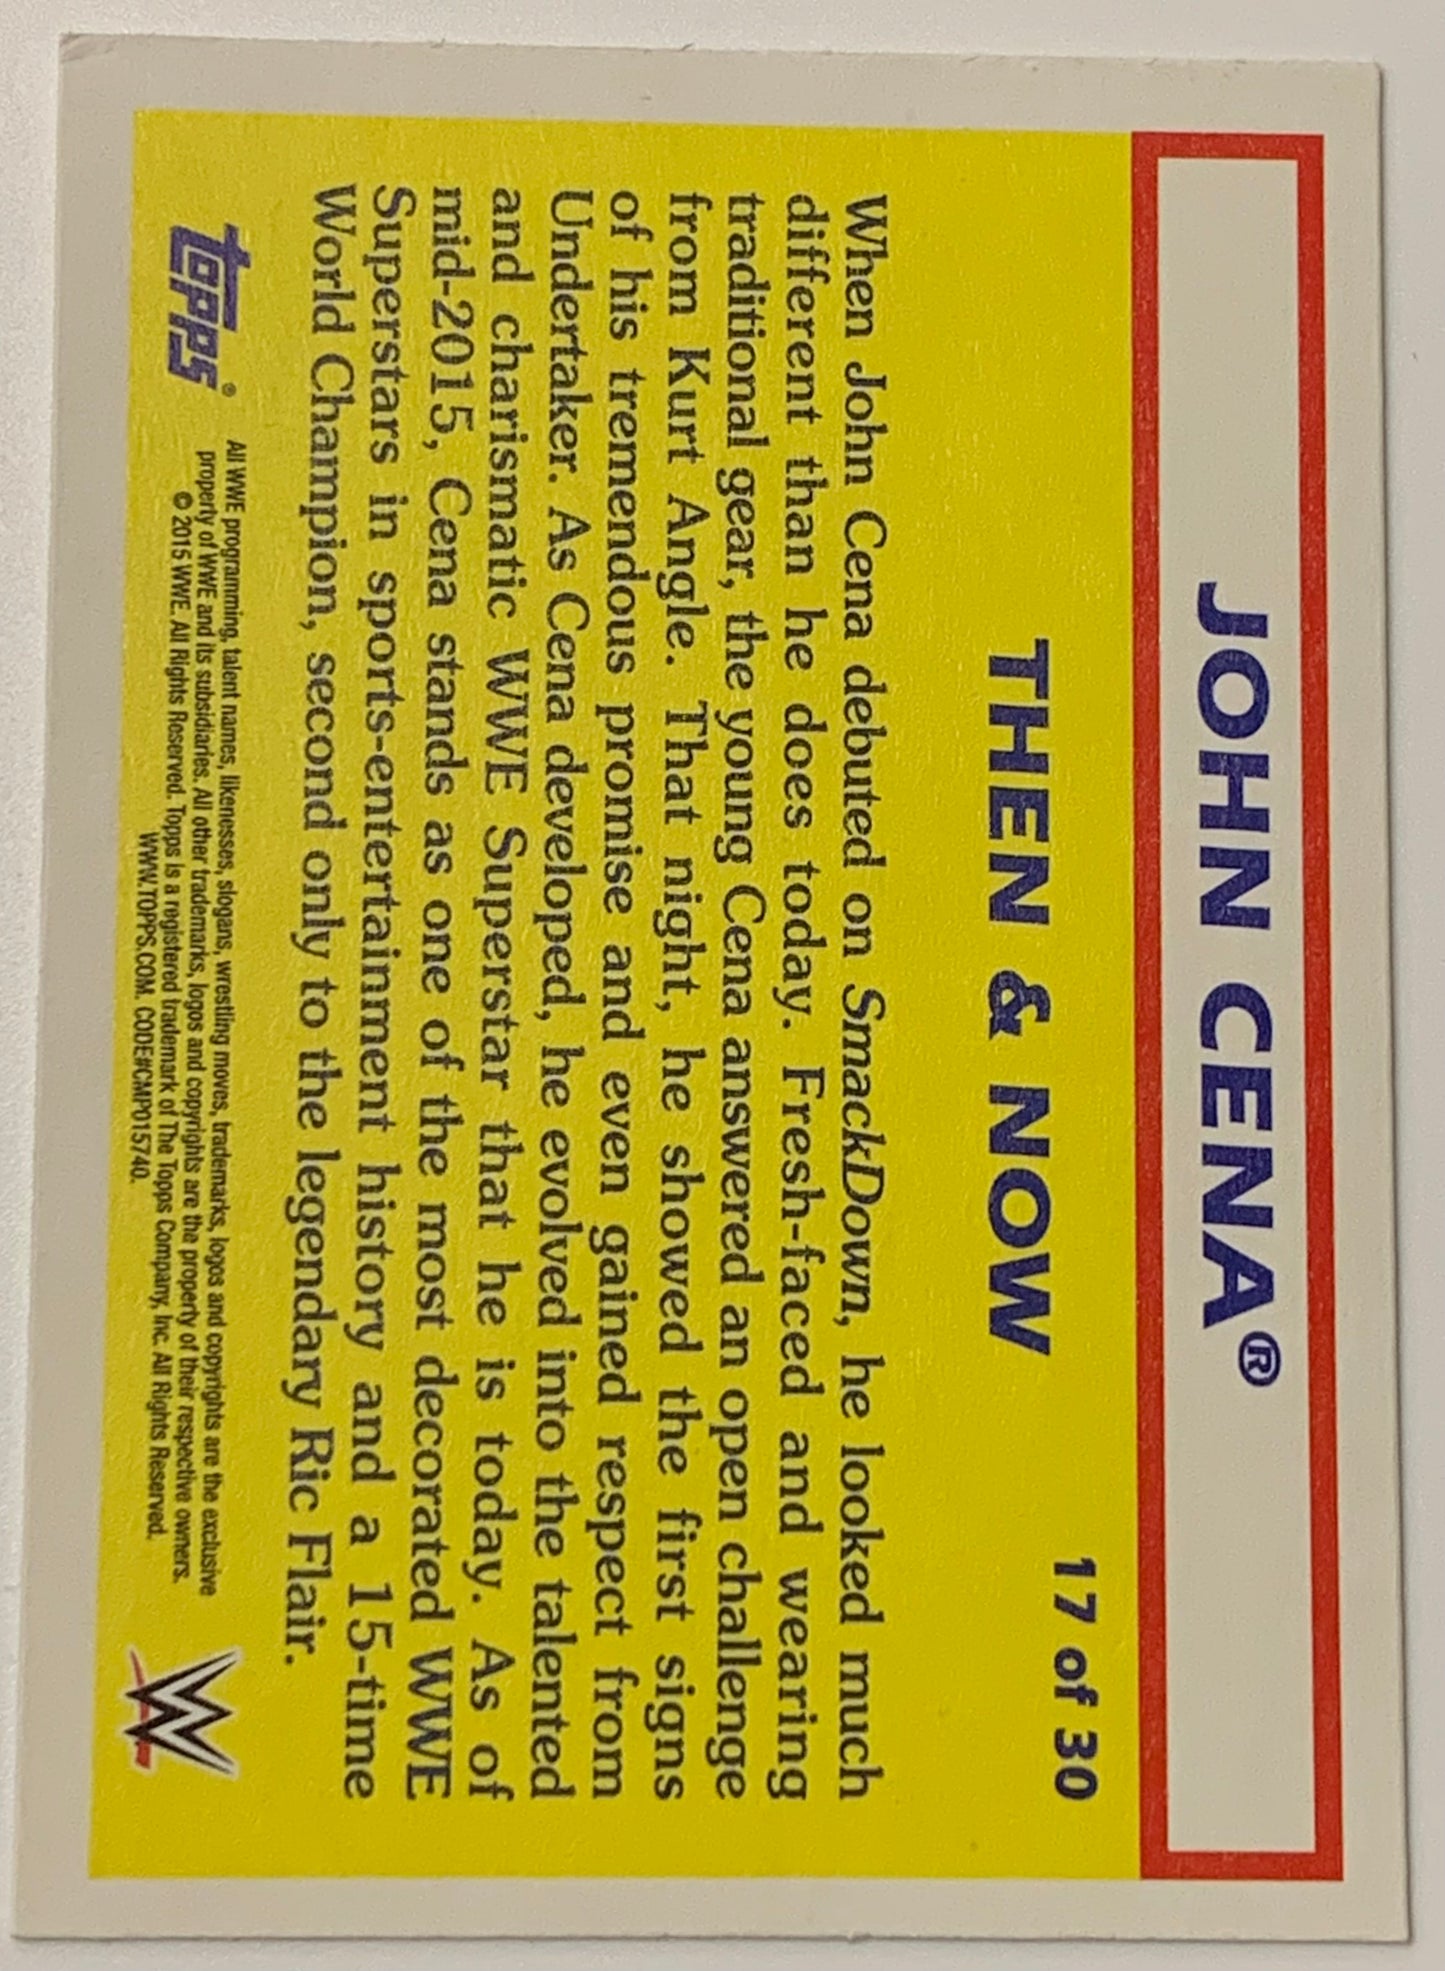 JOHN CENA®
17 of 30
THEN & NOW
When John Cena debuted on SmackDown, he looked much
different than he does today. Fresh-faced and wearing
traditional gear, the young Cena answered an open challenge
from Kurt Angle. That night, he showed the first signs
of his tremendous promise and even gained respect from
Undertaker. As Cena developed, he evolved into the talented
and charismatic WWE Superstar that he is today. As of
mid-2015, Cena stands as one of the most decorated WWE
Superstars in sports-entertainment history and a 15-time
World Champion, second only to the legendary Ric Flair.
topps®
All WWE programming, talent names, likenesses, slogans, wrestling moves, trademarks, logos and copyrights are the exclusive
property of WWE and its subsidiaries. All other trademarks, logos and copyrights are the property of their respective owners.
© 2015 WWE. All Rights Reserved. Topps is a registered trademark of The Topps Company, Inc. All Rights Reserved.
WWW.TOPPS.COM. CODE#CMP015740.
W